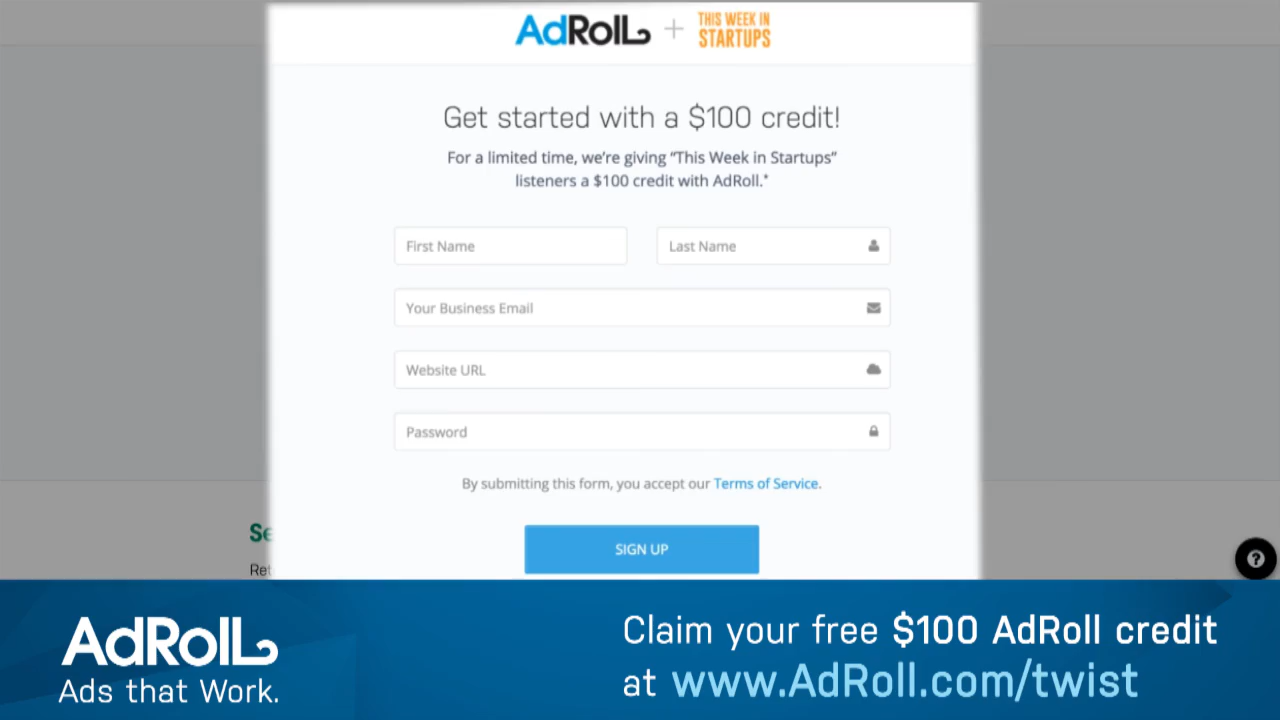 AdRoll + THIS WEEK IN
STARTUPS
Get started with a $100 credit!
For a limited time, we're giving "This Week in Startups"
listeners a $100 credit with AdRoll.*
First Name
Last Name
Your Business Email
Website URL
Password
By submitting this form, you accept our Terms of Service.
SIGN UP
Se
Ret
?
AdRoll
Ads that Work.
Claim your free $100 AdRoll credit
at www.AdRoll.com/twist